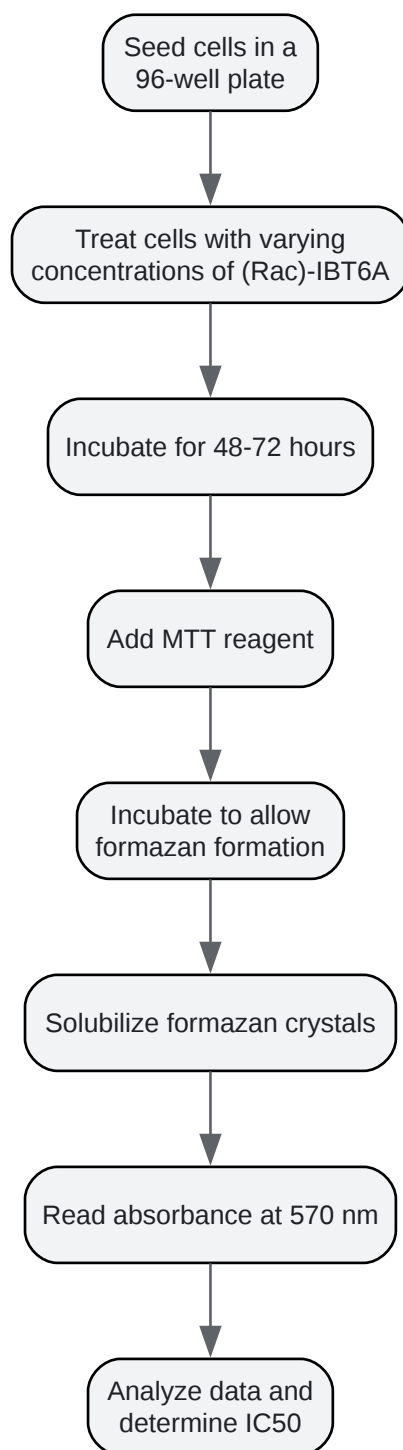 Seed cells in a
96-well plate
Treat cells with varying
concentrations of (Rac)-IBT6A
Incubate for 48-72 hours
Add MTT reagent
Incubate to allow
formazan formation
Solubilize formazan crystals
Read absorbance at 570 nm
Analyze data and
determine IC50